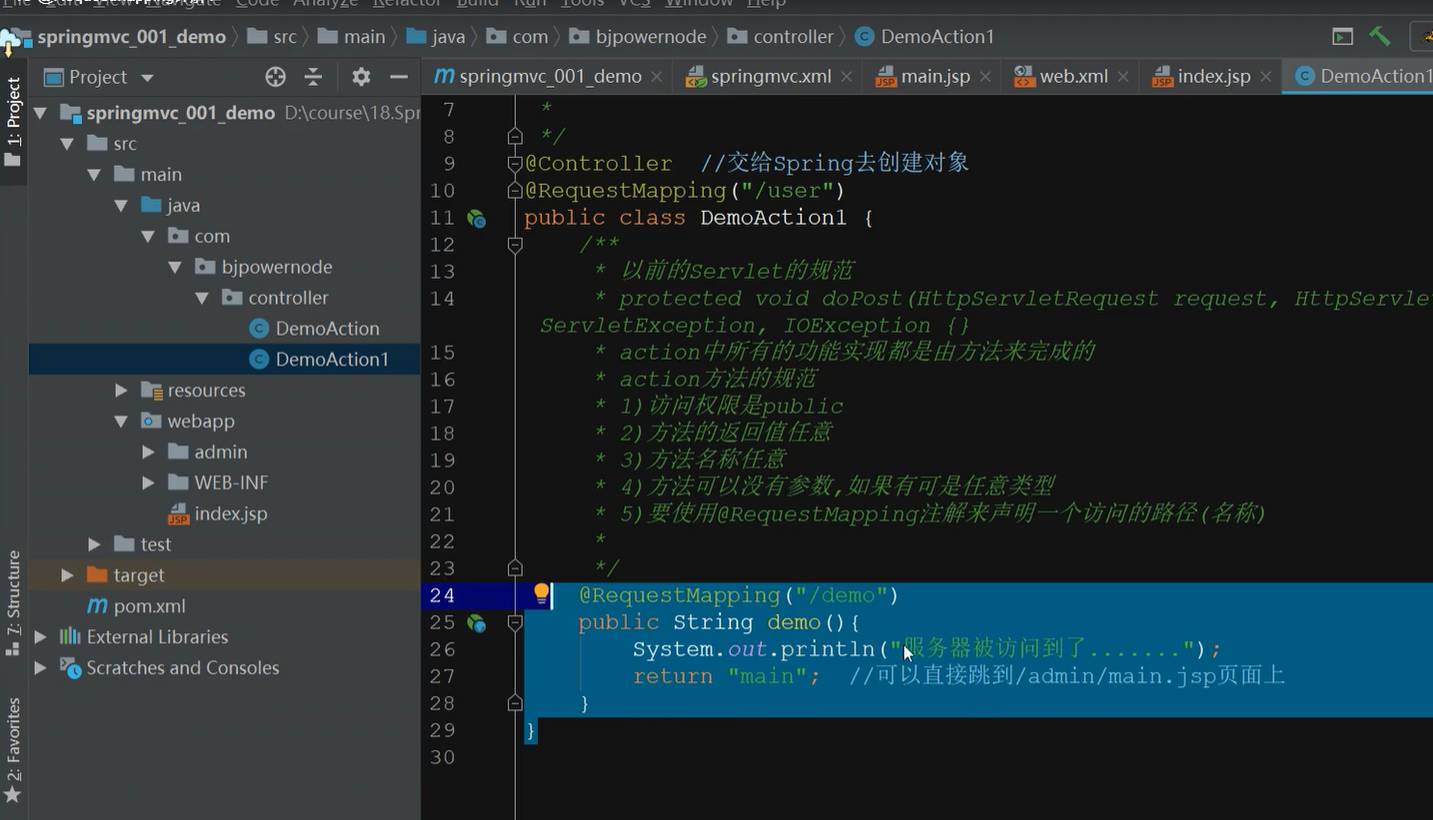 File Edit View Navigate Code Analyze Refactor Build Run Tools VCS Window Help
springmvc_001_demo src main java com bjpowernode controller DemoAction1
Project
springmvc_001_demo springmvc.xml main.jsp web.xml index.jsp DemoAction1
1: Project
springmvc_001_demo D:\course\18.Spr
src
main
java
com
bjpowernode
controller
DemoAction
DemoAction1
resources
webapp
admin
WEB-INF
index.jsp
test
target
pom.xml
External Libraries
Scratches and Consoles
7: Structure
2: Favorites
7 *
8 */
9 @Controller //交给Spring去创建对象
10 @RequestMapping("/user")
11 public class DemoAction1 {
12 /**
13 * 以前的Servlet的规范
14 * protected void doPost(HttpServletRequest request, HttpServle
ServletException, IOException {}
15 * action中所有的功能实现都是由方法来完成的
16 * action方法的规范
17 * 1)访问权限是public
18 * 2)方法的返回值任意
19 * 3)方法名称任意
20 * 4)方法可以没有参数,如果有可是任意类型
21 * 5)要使用@RequestMapping注解来声明一个访问的路径(名称)
22 *
23 */
24 @RequestMapping("/demo")
25 public String demo(){
26 System.out.println("服务器被访问到了.......");
27 return "main"; //可以直接跳到/admin/main.jsp页面上
28 }
29 }
30